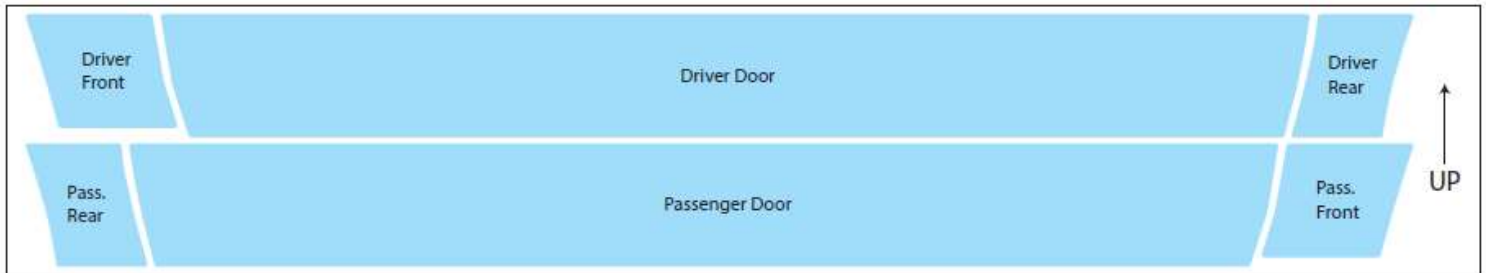 Driver
Front
Driver Door
Driver
Rear
Pass.
Rear
Passenger Door
Pass.
Front
UP